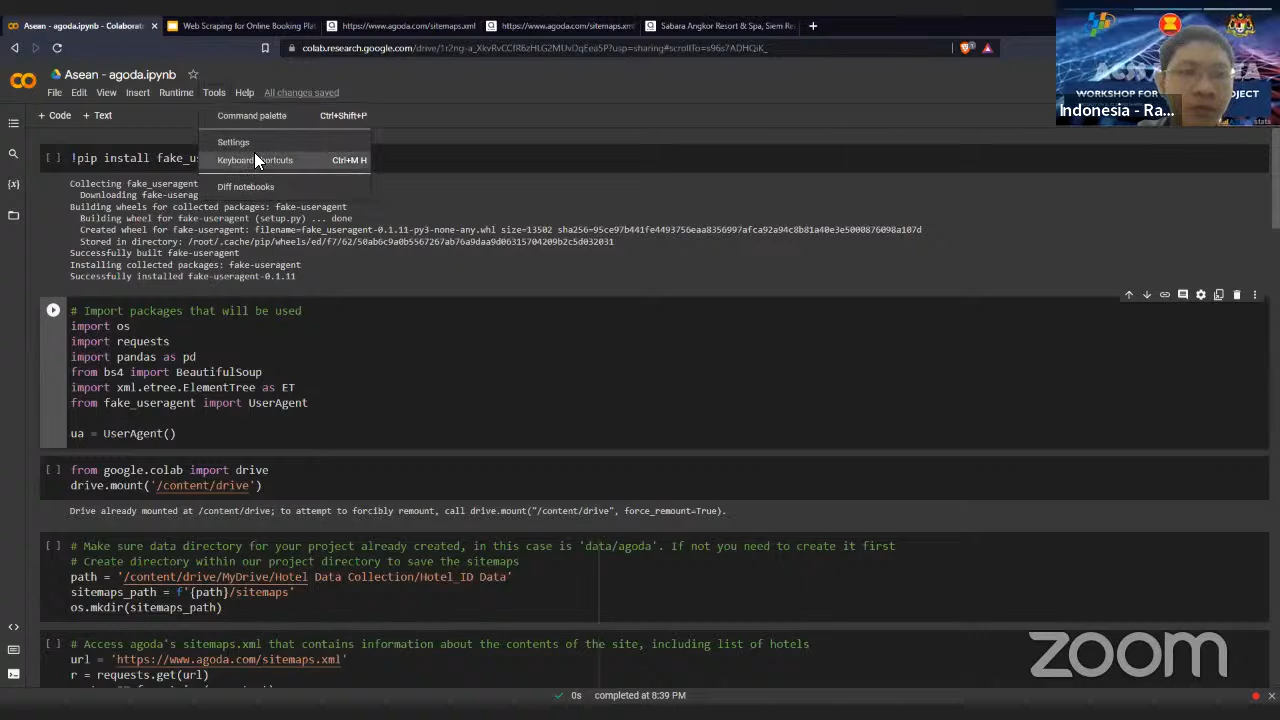 Asean - agoda.ipynb - Colaborat
Web Scraping for Online Booking Plat
https://www.agoda.com/sitemaps.xml
https://www.agoda.com/sitemaps.xml
Sabara Angkor Resort & Spa, Siem Re
Asean - agoda.ipynb
File Edit View Insert Runtime Tools Help All changes saved
WORKSHOP FOR
OJECT
Indonesia - Ra...
stats
+ Code + Text
Command palette Ctrl+Shift+P
Settings
Keyboard shortcuts Ctrl+M H
Diff notebooks
[ ] !pip install fake_us
Collecting fake_useragent
Downloading fake-userag
Building wheels for collected packages: fake-useragent
Building wheel for fake-useragent (setup.py) ... done
Created wheel for fake-useragent: filename=fake_useragent-0.1.11-py3-none-any.whl size=13502 sha256=95ce97b441fe4493756eaa8356997afca92a94c8b81a40e3e5000876098a107d
Stored in directory: /root/.cache/pip/wheels/ed/f7/62/50ab6c9a0b5567267ab76a9daa9d06315704209b2c5d032031
Successfully built fake-useragent
Installing collected packages: fake-useragent
Successfully installed fake-useragent-0.1.11
# Import packages that will be used
import os
import requests
import pandas as pd
from bs4 import BeautifulSoup
import xml.etree.ElementTree as ET
from fake_useragent import UserAgent
ua = UserAgent()
[ ] from google.colab import drive
drive.mount('/content/drive')
Drive already mounted at /content/drive; to attempt to forcibly remount, call drive.mount("/content/drive", force_remount=True).
[ ] # Make sure data directory for your project already created, in this case is 'data/agoda'. If not you need to create it first
# Create directory within our project directory to save the sitemaps
path = '/content/drive/MyDrive/Hotel Data Collection/Hotel_ID Data'
sitemaps_path = f'{path}/sitemaps'
os.mkdir(sitemaps_path)
[ ] # Access agoda's sitemaps.xml that contains information about the contents of the site, including list of hotels
url = 'https://www.agoda.com/sitemaps.xml'
r = requests.get(url)
zoom
0s completed at 8:39 PM